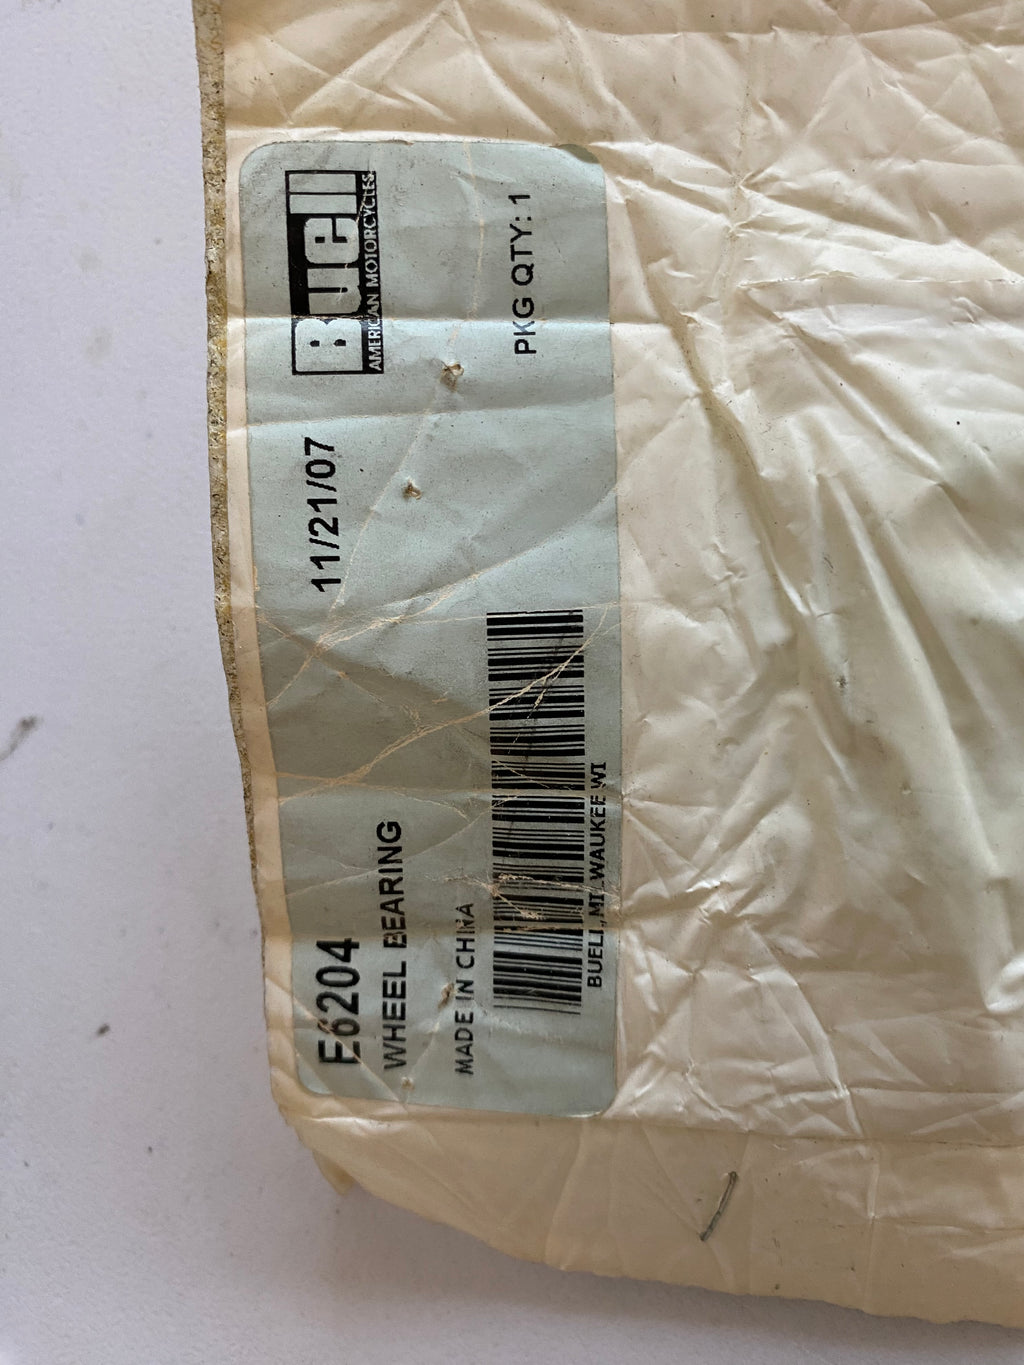 Buell
AMERICAN MOTORCYCLES
11/21/07
E6204
WHEEL BEARING
PKG QTY: 1
MADE IN CHINA
BUELL, MILWAUKEE WI